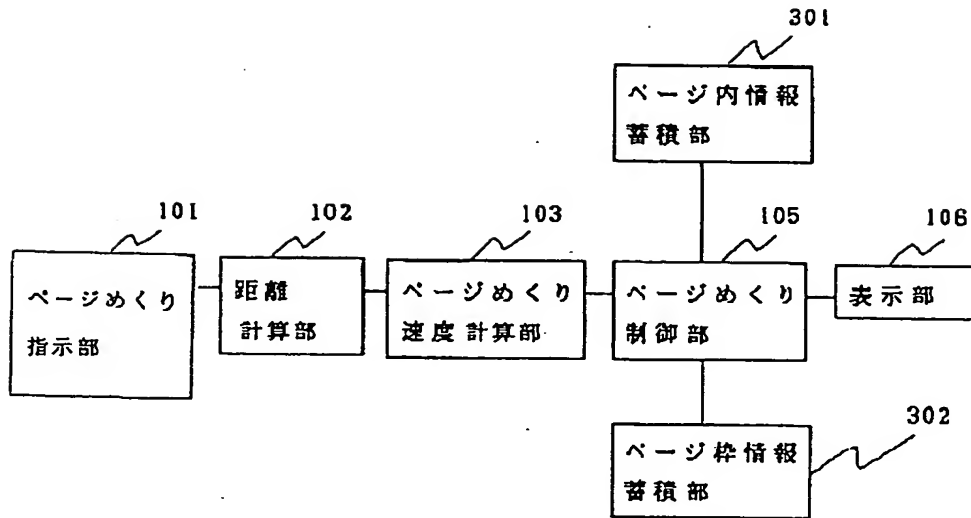 301
ページ内情報
蓄積部
101
102
103
105
106
ページめくり
指示部
距離
計算部
ページめくり
速度計算部
ページめくり
制御部
表示部
302
ページ枠情報
蓄積部